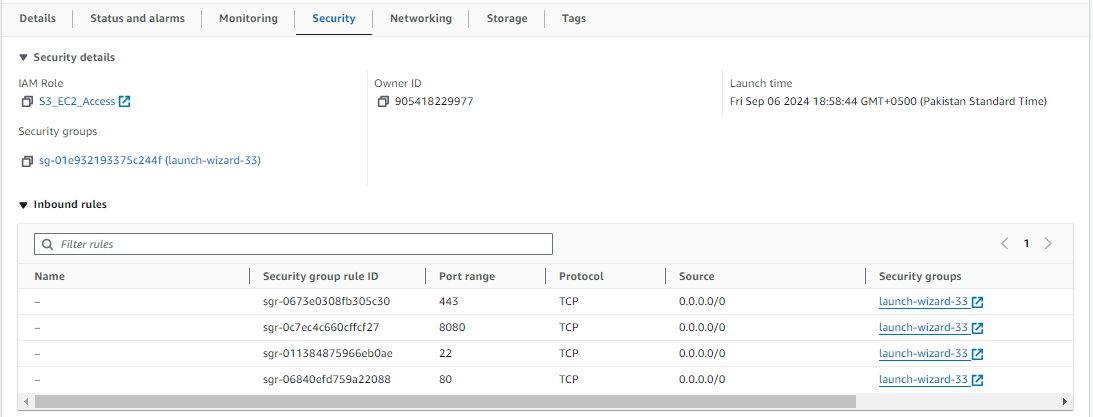 Details Status and alarms Monitoring Security Networking Storage Tags
Security details
IAM Role Owner ID Launch time
S3_EC2_Access 905418229977 Fri Sep 06 2024 18:58:44 GMT+0500 (Pakistan Standard Time)
Security groups
sg-01e932193375c244f (launch-wizard-33)
Inbound rules
Filter rules 1
Name Security group rule ID Port range Protocol Source Security groups
– sgr-0673e0308fb305c30 443 TCP 0.0.0.0/0 launch-wizard-33
– sgr-0c7ec4c660cffcf27 8080 TCP 0.0.0.0/0 launch-wizard-33
– sgr-011384875966eb0ae 22 TCP 0.0.0.0/0 launch-wizard-33
– sgr-06840efd759a22088 80 TCP 0.0.0.0/0 launch-wizard-33